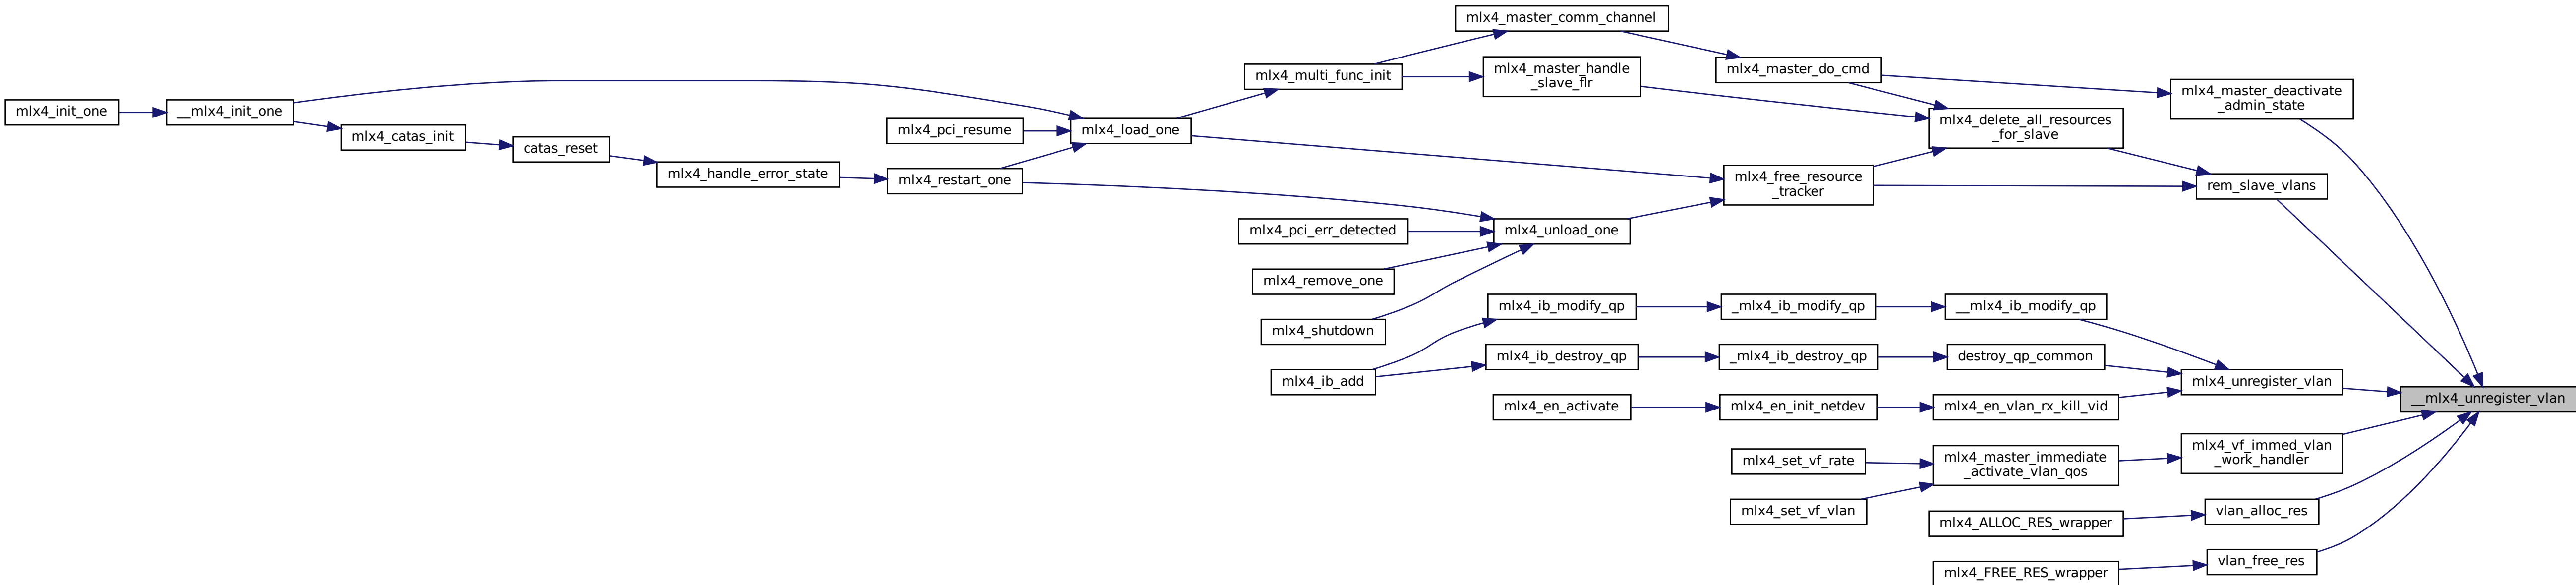 mlx4_master_comm_channel
mlx4_multi_func_init
mlx4_master_handle
_slave_flr
mlx4_master_do_cmd
mlx4_master_deactivate
_admin_state
mlx4_init_one
__mlx4_init_one
mlx4_catas_init
catas_reset
mlx4_handle_error_state
mlx4_pci_resume
mlx4_load_one
mlx4_restart_one
mlx4_delete_all_resources
_for_slave
mlx4_free_resource
_tracker
rem_slave_vlans
mlx4_pci_err_detected
mlx4_unload_one
mlx4_remove_one
mlx4_shutdown
mlx4_ib_modify_qp
_mlx4_ib_modify_qp
__mlx4_ib_modify_qp
mlx4_ib_add
mlx4_ib_destroy_qp
_mlx4_ib_destroy_qp
destroy_qp_common
mlx4_unregister_vlan
__mlx4_unregister_vlan
mlx4_en_activate
mlx4_en_init_netdev
mlx4_en_vlan_rx_kill_vid
mlx4_set_vf_rate
mlx4_master_immediate
_activate_vlan_qos
mlx4_vf_immed_vlan
_work_handler
mlx4_set_vf_vlan
mlx4_ALLOC_RES_wrapper
vlan_alloc_res
mlx4_FREE_RES_wrapper
vlan_free_res